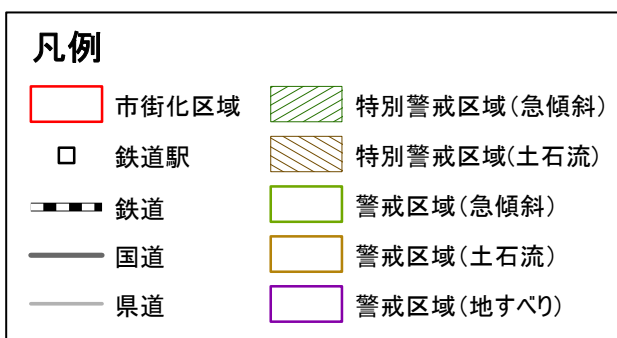 凡例
市街化区域
鉄道駅
鉄道
国道
県道
特別警戒区域(急傾斜)
特別警戒区域(土石流)
警戒区域(急傾斜)
警戒区域(土石流)
警戒区域(地すべり)